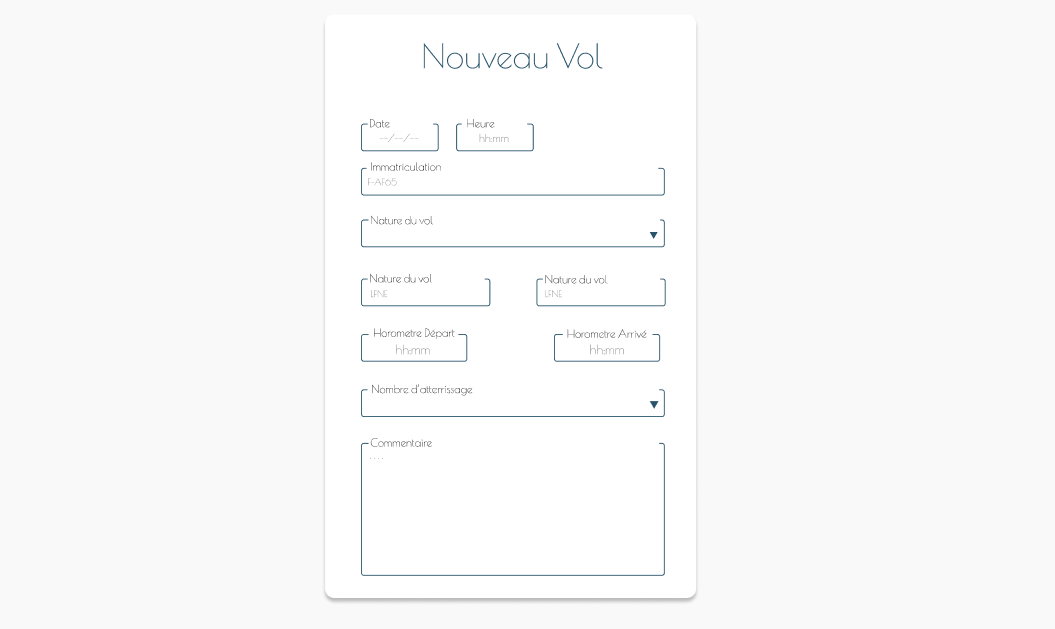 Nouveau Vol
Date Heure
--/--/-- hh:mm
Immatriculation
F-AF65
Nature du vol
Nature du vol Nature du vol
LFNE LFNE
Horometre Départ Horometre Arrivé
hh:mm hh:mm
Nombre d'atterrissage
Commentaire
....